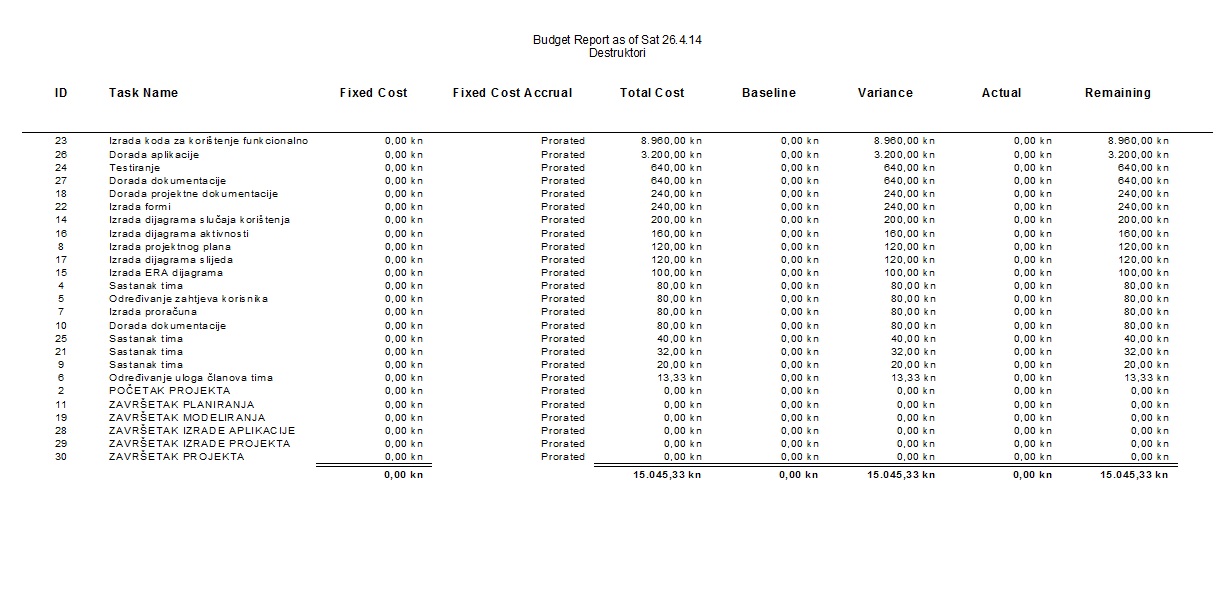 Budget Report as of Sat 26.4.14
Destruktori
ID Task Name Fixed Cost Fixed Cost Accrual Total Cost Baseline Variance Actual Remaining
23 Izrada koda za korištenje funkcionalno 0,00 kn Prorated 8.960,00 kn 0,00 kn 8.960,00 kn 0,00 kn 8.960,00 kn
26 Dorada aplikacije 0,00 kn Prorated 3.200,00 kn 0,00 kn 3.200,00 kn 0,00 kn 3.200,00 kn
24 Testiranje 0,00 kn Prorated 640,00 kn 0,00 kn 640,00 kn 0,00 kn 640,00 kn
27 Dorada dokumentacije 0,00 kn Prorated 640,00 kn 0,00 kn 640,00 kn 0,00 kn 640,00 kn
18 Dorada projektne dokumentacije 0,00 kn Prorated 240,00 kn 0,00 kn 240,00 kn 0,00 kn 240,00 kn
22 Izrada formi 0,00 kn Prorated 240,00 kn 0,00 kn 240,00 kn 0,00 kn 240,00 kn
14 Izrada dijagrama slučaja korištenja 0,00 kn Prorated 200,00 kn 0,00 kn 200,00 kn 0,00 kn 200,00 kn
16 Izrada dijagrama aktivnosti 0,00 kn Prorated 160,00 kn 0,00 kn 160,00 kn 0,00 kn 160,00 kn
8 Izrada projektnog plana 0,00 kn Prorated 120,00 kn 0,00 kn 120,00 kn 0,00 kn 120,00 kn
17 Izrada dijagrama slijeda 0,00 kn Prorated 120,00 kn 0,00 kn 120,00 kn 0,00 kn 120,00 kn
15 Izrada ERA dijagrama 0,00 kn Prorated 100,00 kn 0,00 kn 100,00 kn 0,00 kn 100,00 kn
4 Sastanak tima 0,00 kn Prorated 80,00 kn 0,00 kn 80,00 kn 0,00 kn 80,00 kn
5 Određivanje zahtjeva korisnika 0,00 kn Prorated 80,00 kn 0,00 kn 80,00 kn 0,00 kn 80,00 kn
7 Izrada proračuna 0,00 kn Prorated 80,00 kn 0,00 kn 80,00 kn 0,00 kn 80,00 kn
10 Dorada dokumentacije 0,00 kn Prorated 80,00 kn 0,00 kn 80,00 kn 0,00 kn 80,00 kn
25 Sastanak tima 0,00 kn Prorated 40,00 kn 0,00 kn 40,00 kn 0,00 kn 40,00 kn
21 Sastanak tima 0,00 kn Prorated 32,00 kn 0,00 kn 32,00 kn 0,00 kn 32,00 kn
9 Sastanak tima 0,00 kn Prorated 20,00 kn 0,00 kn 20,00 kn 0,00 kn 20,00 kn
6 Određivanje uloga članova tima 0,00 kn Prorated 13,33 kn 0,00 kn 13,33 kn 0,00 kn 13,33 kn
2 POČETAK PROJEKTA 0,00 kn Prorated 0,00 kn 0,00 kn 0,00 kn 0,00 kn 0,00 kn
11 ZAVRŠETAK PLANIRANJA 0,00 kn Prorated 0,00 kn 0,00 kn 0,00 kn 0,00 kn 0,00 kn
19 ZAVRŠETAK MODELIRANJA 0,00 kn Prorated 0,00 kn 0,00 kn 0,00 kn 0,00 kn 0,00 kn
28 ZAVRŠETAK IZRADE APLIKACIJE 0,00 kn Prorated 0,00 kn 0,00 kn 0,00 kn 0,00 kn 0,00 kn
29 ZAVRŠETAK IZRADE PROJEKTA 0,00 kn Prorated 0,00 kn 0,00 kn 0,00 kn 0,00 kn 0,00 kn
30 ZAVRŠETAK PROJEKTA 0,00 kn Prorated 0,00 kn 0,00 kn 0,00 kn 0,00 kn 0,00 kn
0,00 kn 15.045,33 kn 0,00 kn 15.045,33 kn 0,00 kn 15.045,33 kn